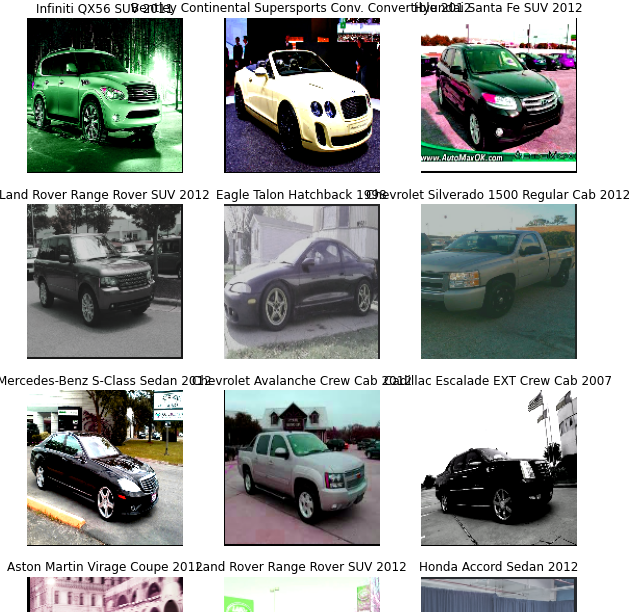 Infiniti QX56 SUV 2011
Bentley Continental Supersports Conv. Convertible 2012
Hyundai Santa Fe SUV 2012
www.AutoMaxOK.com
Land Rover Range Rover SUV 2012
Eagle Talon Hatchback 1998
Chevrolet Silverado 1500 Regular Cab 2012
Mercedes-Benz S-Class Sedan 2012
Chevrolet Avalanche Crew Cab 2012
Cadillac Escalade EXT Crew Cab 2007
Aston Martin Virage Coupe 2012
Land Rover Range Rover SUV 2012
Honda Accord Sedan 2012